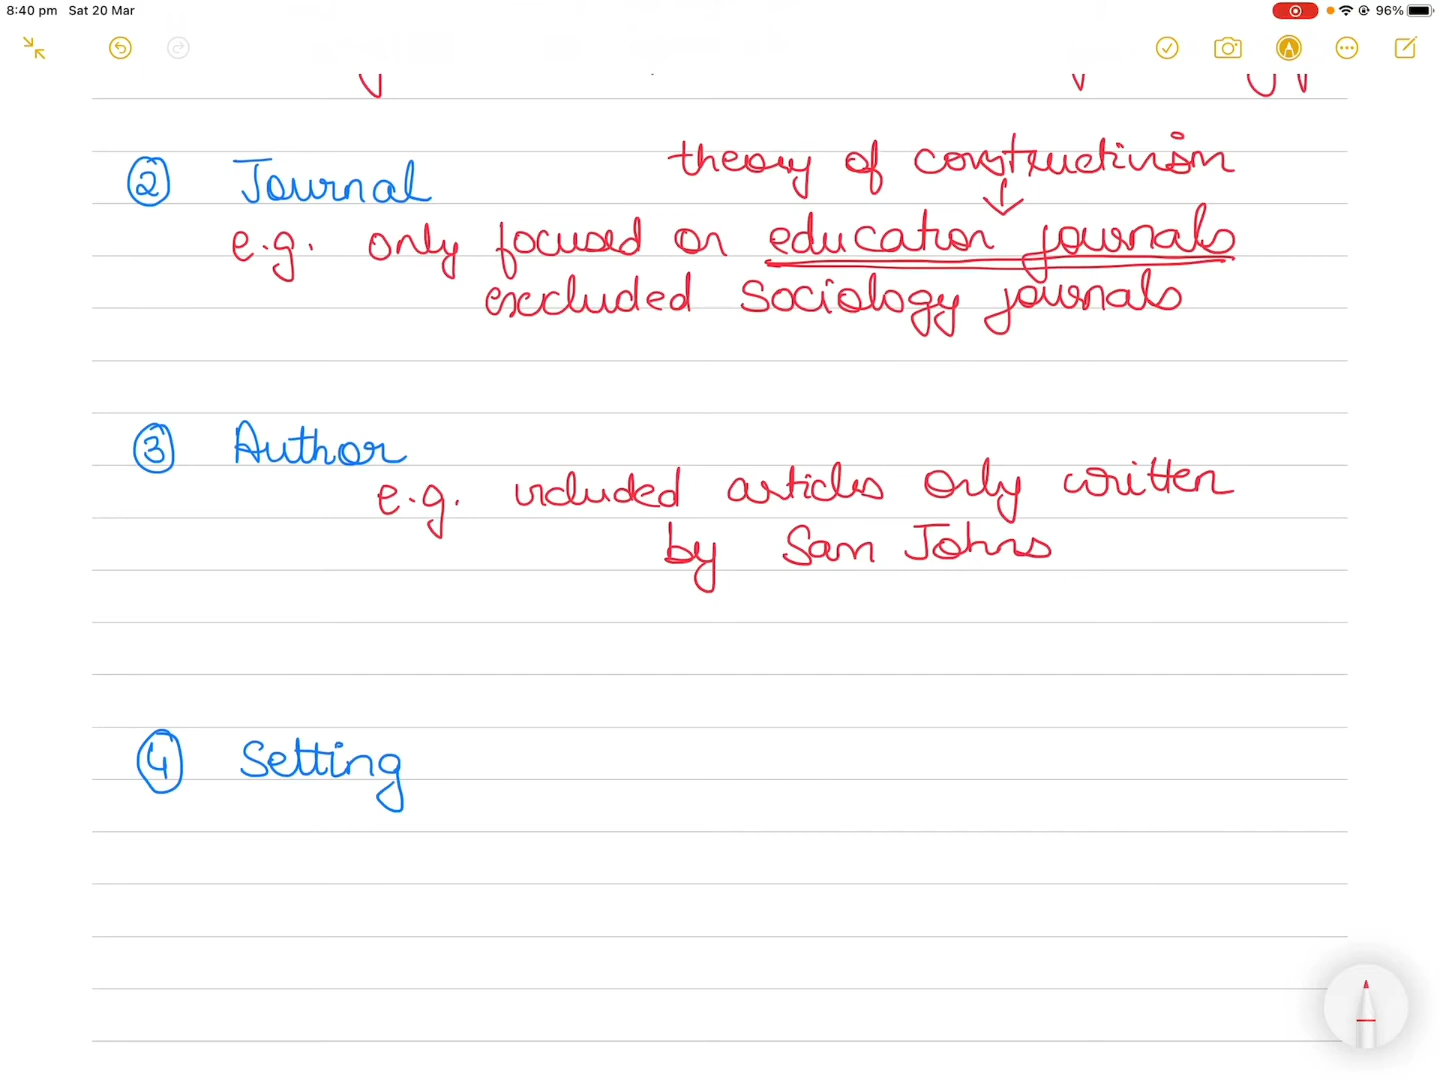 8:40 pm Sat 20 Mar 96%
② Journal
theory of constructivism
e.g. only focused on education journals
excluded sociology journals
③ Author
e.g. included articles only written
by Sam Johns
④ Setting